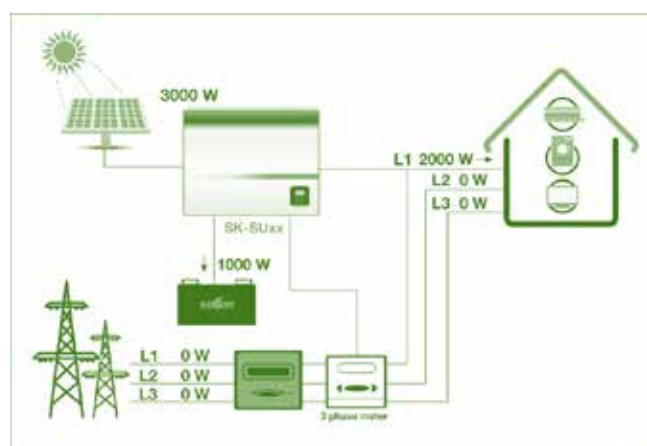 3000 W
L1 2000 W
L2 0 W
L3 0 W
SK-SUxx
1000 W
L1 0 W
L2 0 W
L3 0 W
3 phase meter